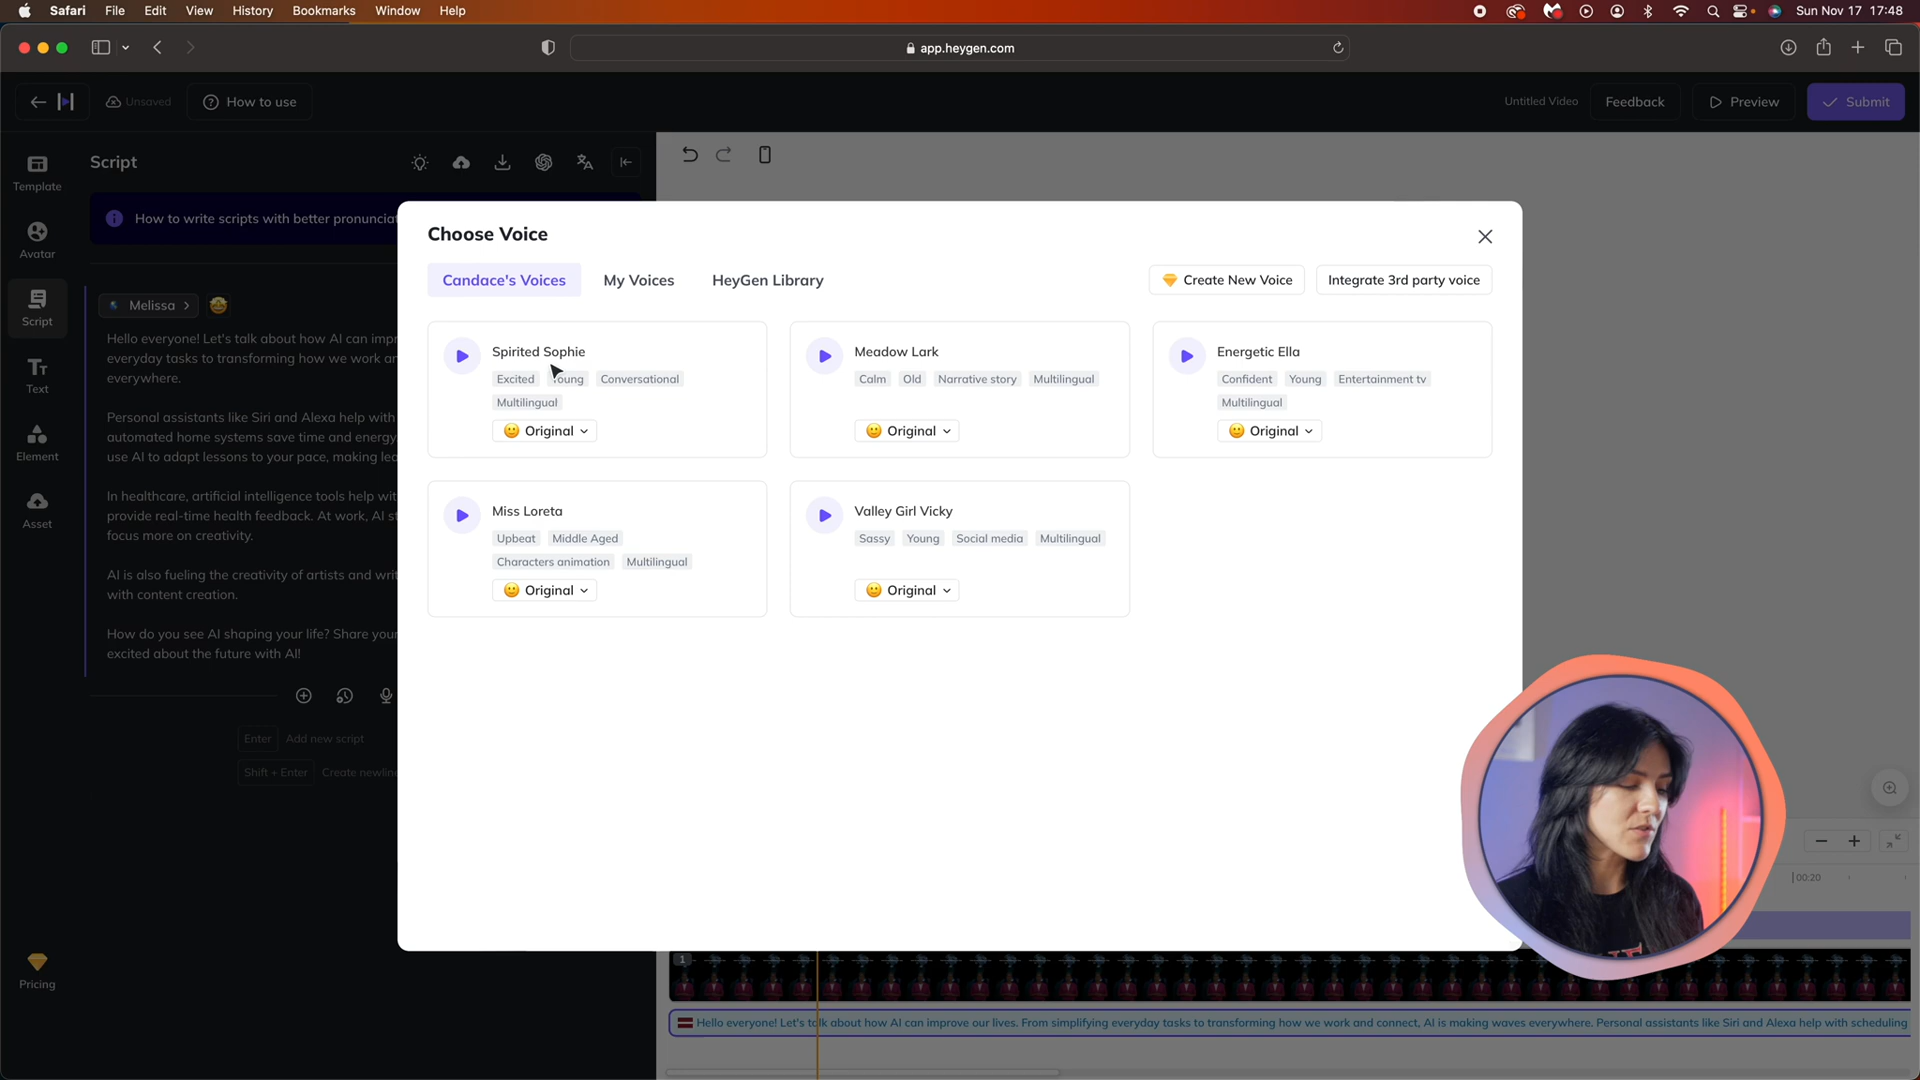 Safari File Edit View History Bookmarks Window Help
Sun Nov 17 17:48
app.heygen.com
Unsaved
How to use
Untitled Video
Feedback
Preview
Submit
Template
Avatar
Script
Text
Element
Asset
Pricing
Script
How to write scripts with better pronunciat
Melissa
Hello everyone! Let's talk about how AI can impr
everyday tasks to transforming how we work an
everywhere.
Personal assistants like Siri and Alexa help with
automated home systems save time and energy.
use AI to adapt lessons to your pace, making lea
In healthcare, artificial intelligence tools help wit
provide real-time health feedback. At work, AI st
focus more on creativity.
AI is also fueling the creativity of artists and writ
with content creation.
How do you see AI shaping your life? Share your
excited about the future with AI!
Enter Add new script
Shift + Enter Create newline
Choose Voice
Candace's Voices My Voices HeyGen Library
Create New Voice
Integrate 3rd party voice
Spirited Sophie
Excited Young Conversational
Multilingual
Original
Meadow Lark
Calm Old Narrative story Multilingual
Original
Energetic Ella
Confident Young Entertainment tv
Multilingual
Original
Miss Loreta
Upbeat Middle Aged
Characters animation Multilingual
Original
Valley Girl Vicky
Sassy Young Social media Multilingual
Original
00:20
1
Hello everyone! Let's talk about how AI can improve our lives. From simplifying everyday tasks to transforming how we work and connect, AI is making waves everywhere. Personal assistants like Siri and Alexa help with scheduling